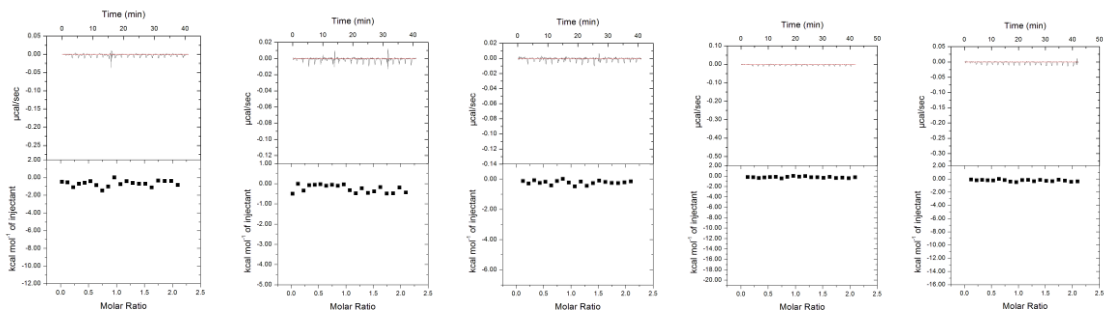 Time (min)
0 10 20 30 40
0.05
0.00
-0.05
-0.10
-0.15
-0.20
-0.25
µcal/sec
2.00
0.00
-2.00
-4.00
-6.00
-8.00
-10.00
-12.00
kcal mol⁻¹ of injectant
0.0 0.5 1.0 1.5 2.0 2.5
Molar Ratio
Time (min)
0 10 20 30 40
0.02
0.00
-0.02
-0.04
-0.06
-0.08
-0.10
-0.12
µcal/sec
1.00
0.00
-1.00
-2.00
-3.00
-4.00
-5.00
kcal mol⁻¹ of injectant
0.0 0.5 1.0 1.5 2.0 2.5
Molar Ratio
Time (min)
0 10 20 30 40
0.02
0.00
-0.02
-0.04
-0.06
-0.08
-0.10
-0.12
-0.14
µcal/sec
0.00
-2.00
-4.00
-6.00
kcal mol⁻¹ of injectant
0.0 0.5 1.0 1.5 2.0 2.5
Molar Ratio
Time (min)
0 10 20 30 40 50
0.10
0.00
-0.10
-0.20
-0.30
-0.40
-0.50
µcal/sec
2.00
0.00
-2.00
-4.00
-6.00
-8.00
-10.00
-12.00
-14.00
-16.00
-18.00
-20.00
kcal mol⁻¹ of injectant
0.0 0.5 1.0 1.5 2.0 2.5
Molar Ratio
Time (min)
0 10 20 30 40 50
0.05
0.00
-0.05
-0.10
-0.15
-0.20
-0.25
-0.30
µcal/sec
2.00
0.00
-2.00
-4.00
-6.00
-8.00
-10.00
-12.00
-14.00
-16.00
kcal mol⁻¹ of injectant
0.0 0.5 1.0 1.5 2.0 2.5
Molar Ratio